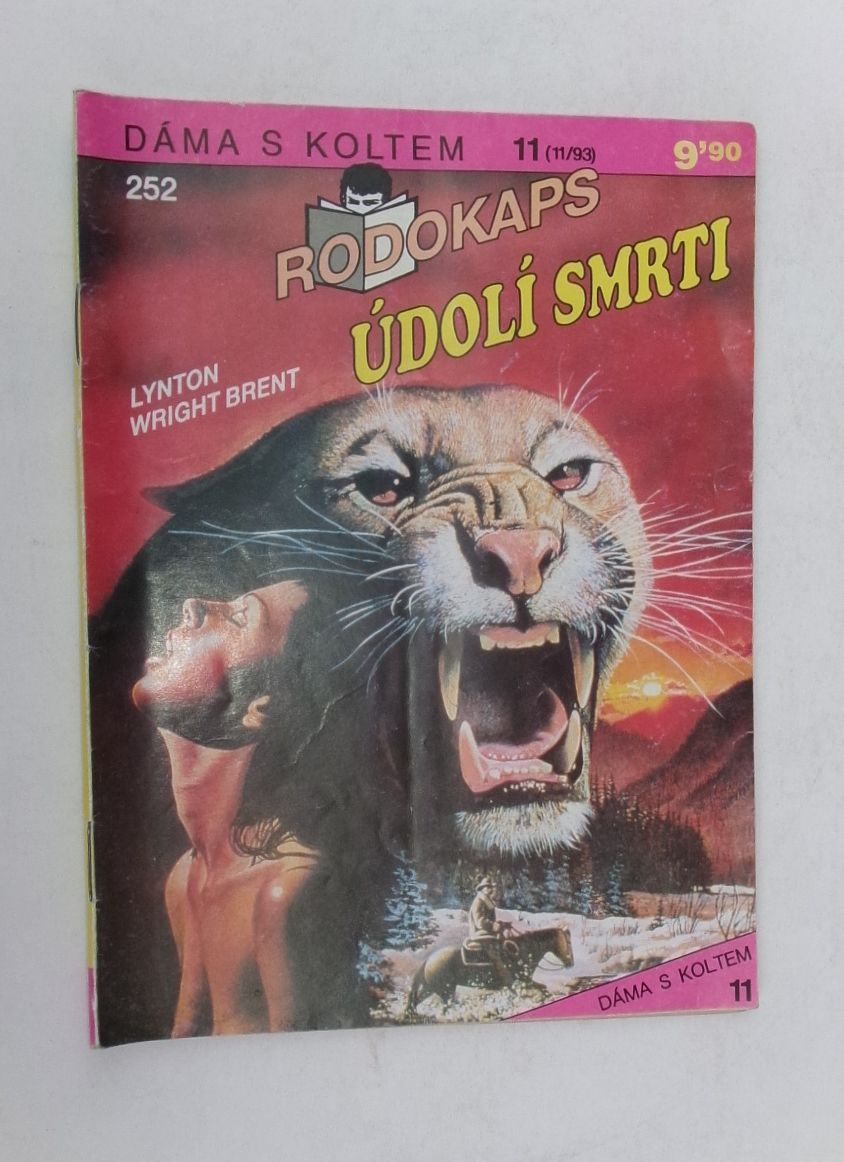 DÁMA S KOLTEM 11 (11/93) 9'90
252
RODOKAPS
ÚDOLÍ SMRTI
LYNTON
WRIGHT BRENT
DÁMA S KOLTEM
11